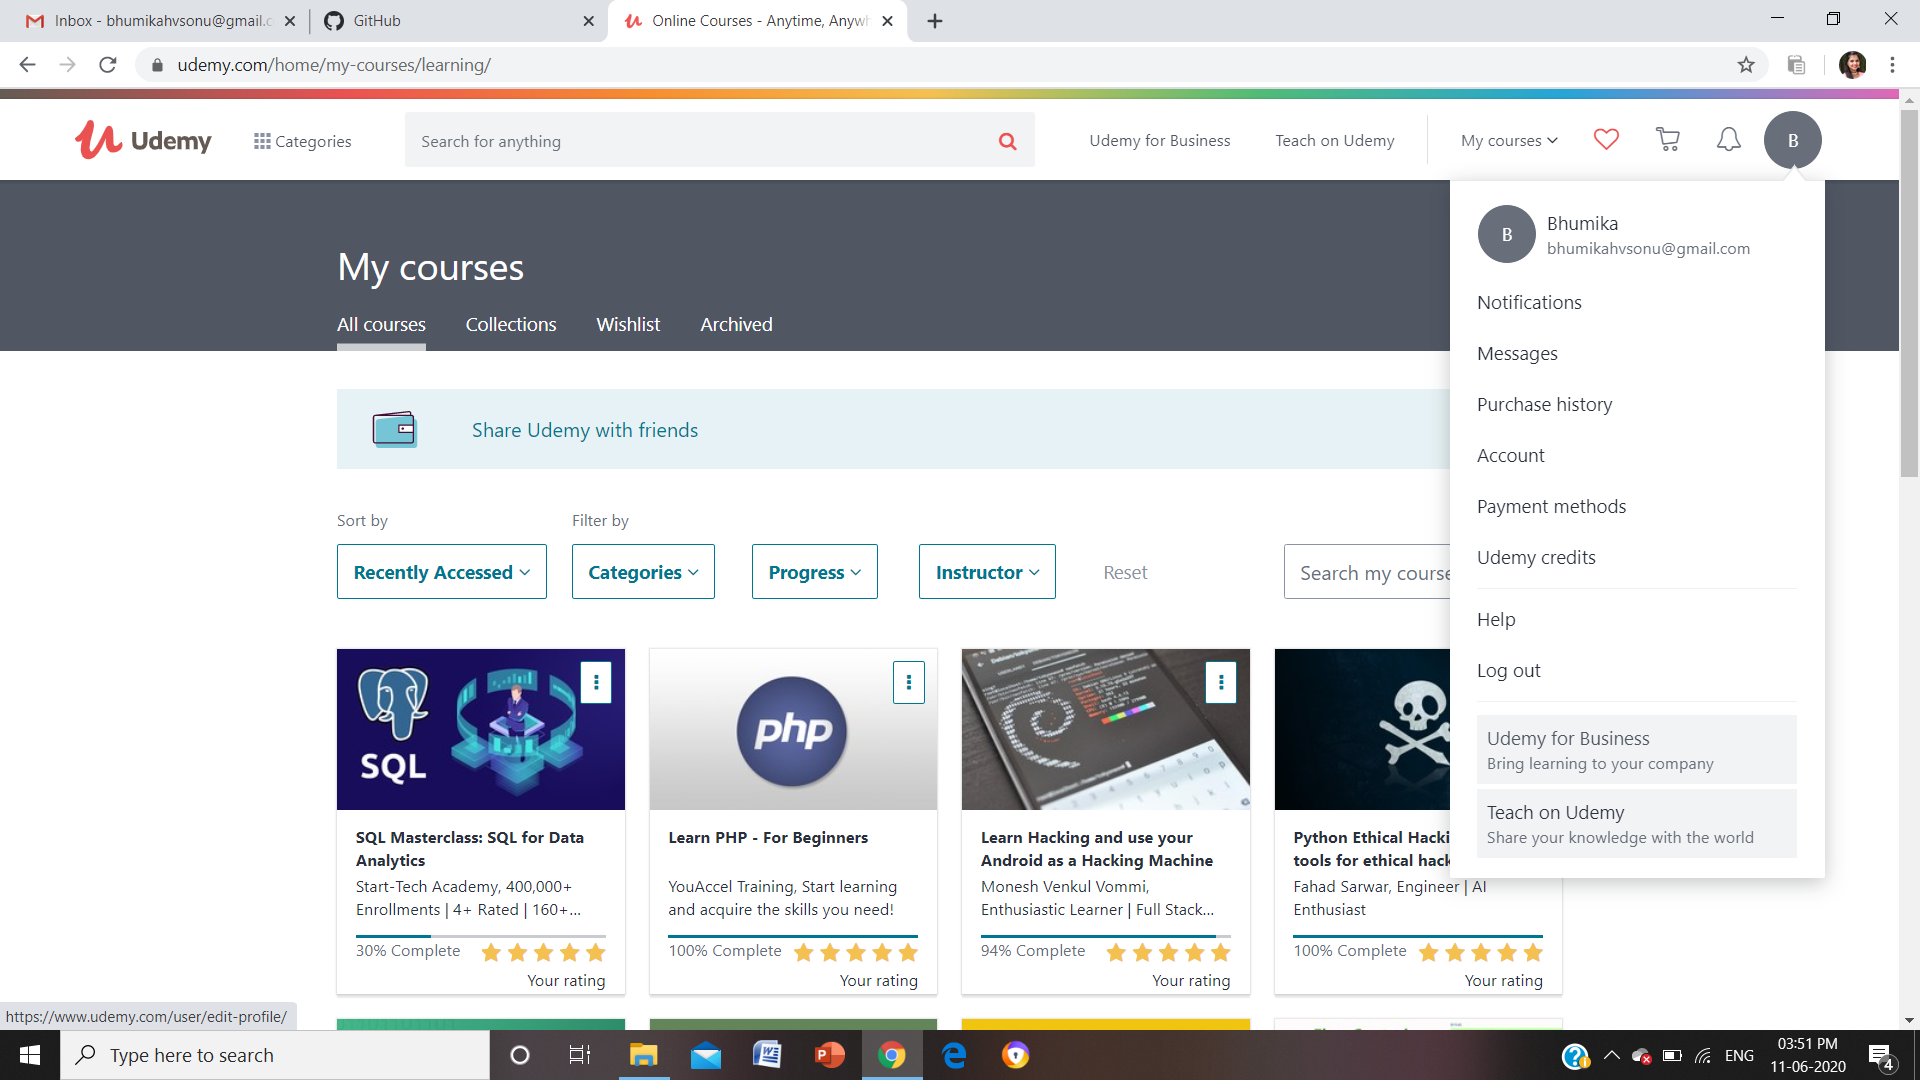 Inbox - bhumikahvsonu@gmail.c
GitHub
Online Courses - Anytime, Anywh
udemy.com/home/my-courses/learning/
Udemy
Categories
Search for anything
Udemy for Business
Teach on Udemy
My courses
B
B
Bhumika
bhumikahvsonu@gmail.com
Notifications
Messages
Purchase history
Account
Payment methods
Udemy credits
Help
Log out
Udemy for Business
Bring learning to your company
Teach on Udemy
Share your knowledge with the world
My courses
All courses
Collections
Wishlist
Archived
Share Udemy with friends
Sort by
Filter by
Recently Accessed
Categories
Progress
Instructor
Reset
Search my course
SQL
php
SQL Masterclass: SQL for Data
Analytics
Start-Tech Academy, 400,000+
Enrollments | 4+ Rated | 160+...
30% Complete
Your rating
Learn PHP - For Beginners
YouAccel Training, Start learning
and acquire the skills you need!
100% Complete
Your rating
Learn Hacking and use your
Android as a Hacking Machine
Monesh Venkul Vommi,
Enthusiastic Learner | Full Stack...
94% Complete
Your rating
Python Ethical Hacki
tools for ethical hack
Fahad Sarwar, Engineer | AI
Enthusiast
100% Complete
Your rating
https://www.udemy.com/user/edit-profile/
Type here to search
ENG
03:51 PM
11-06-2020
4